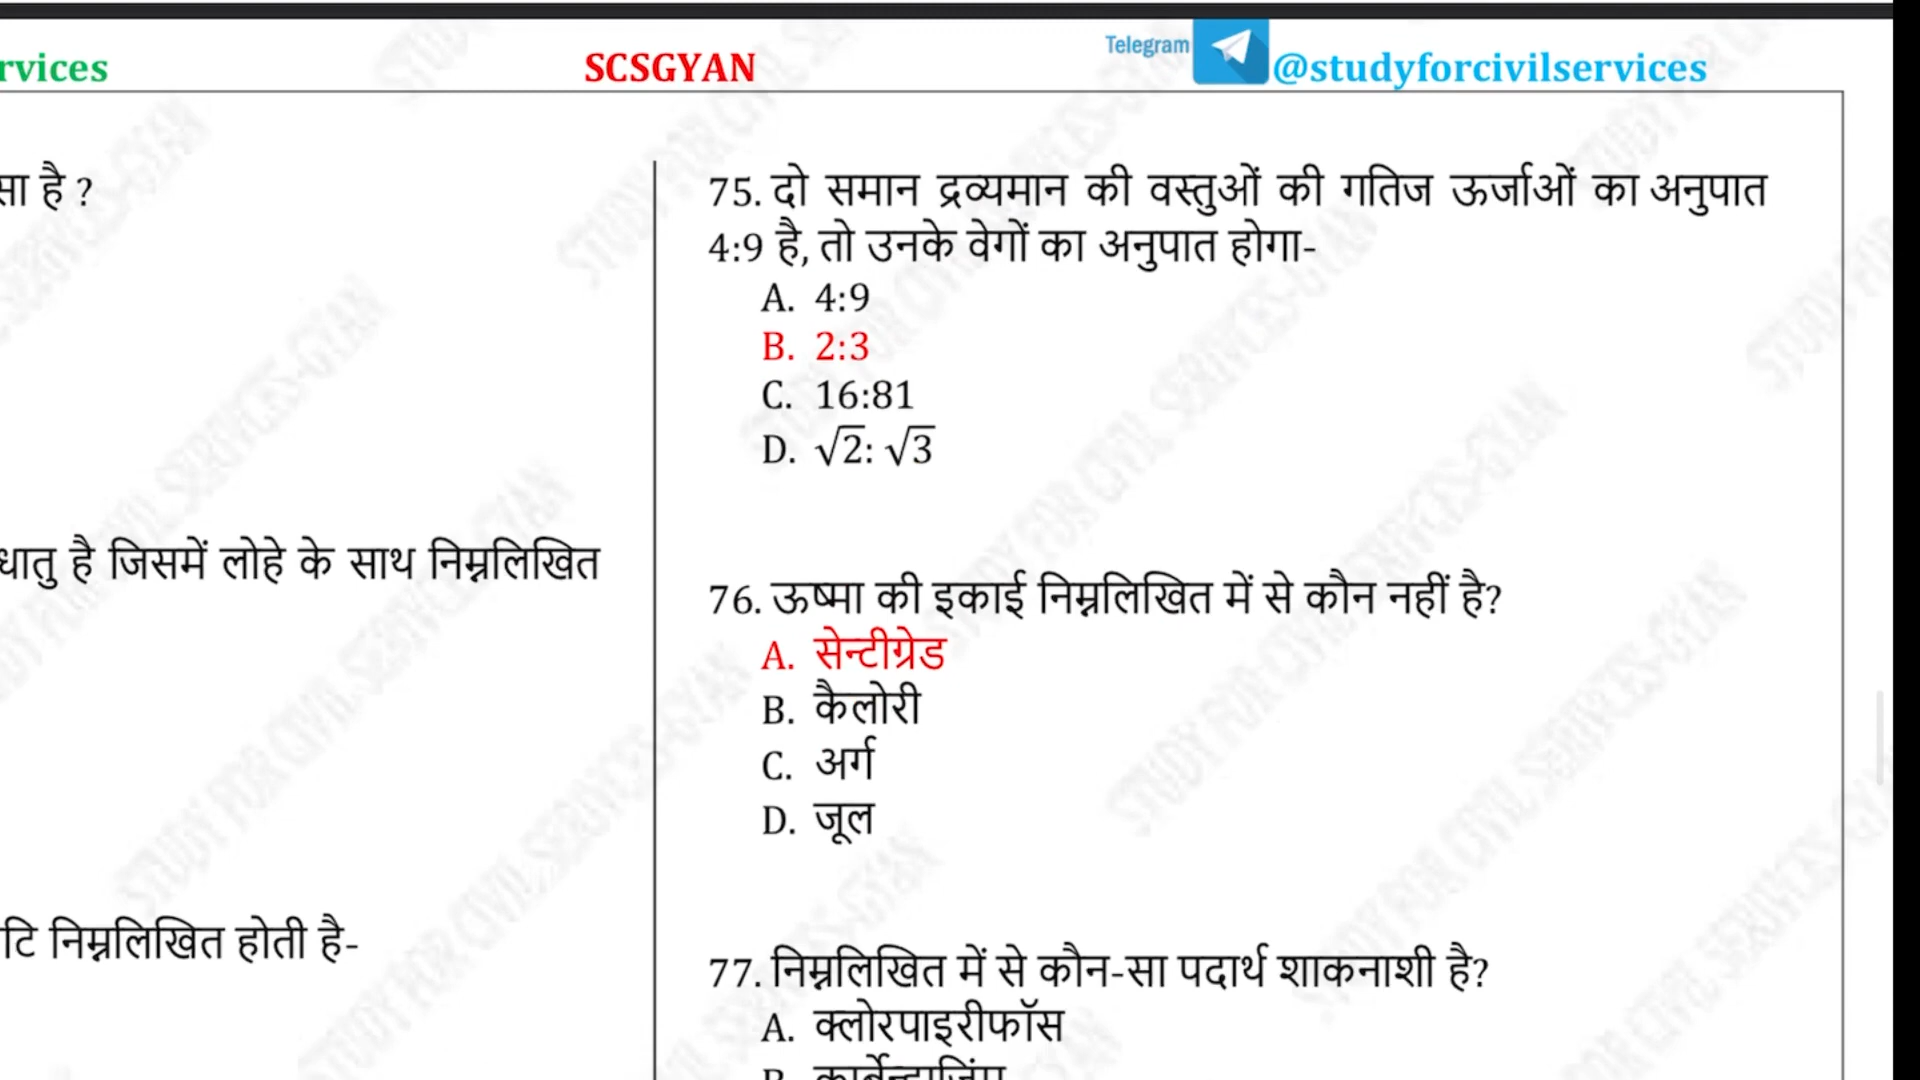 rvices SCSGYAN Telegram @studyforcivilservices
सा है ?
धातु है जिसमें लोहे के साथ निम्नलिखित
टि निम्नलिखित होती है-
75. दो समान द्रव्यमान की वस्तुओं की गतिज ऊर्जाओं का अनुपात
4:9 है, तो उनके वेगों का अनुपात होगा-
A. 4:9
B. 2:3
C. 16:81
D. √2: √3
76. ऊष्मा की इकाई निम्नलिखित में से कौन नहीं है?
A. सेन्टीग्रेड
B. कैलोरी
C. अर्ग
D. जूल
77. निम्नलिखित में से कौन-सा पदार्थ शाकनाशी है?
A. क्लोरपाइरीफॉस